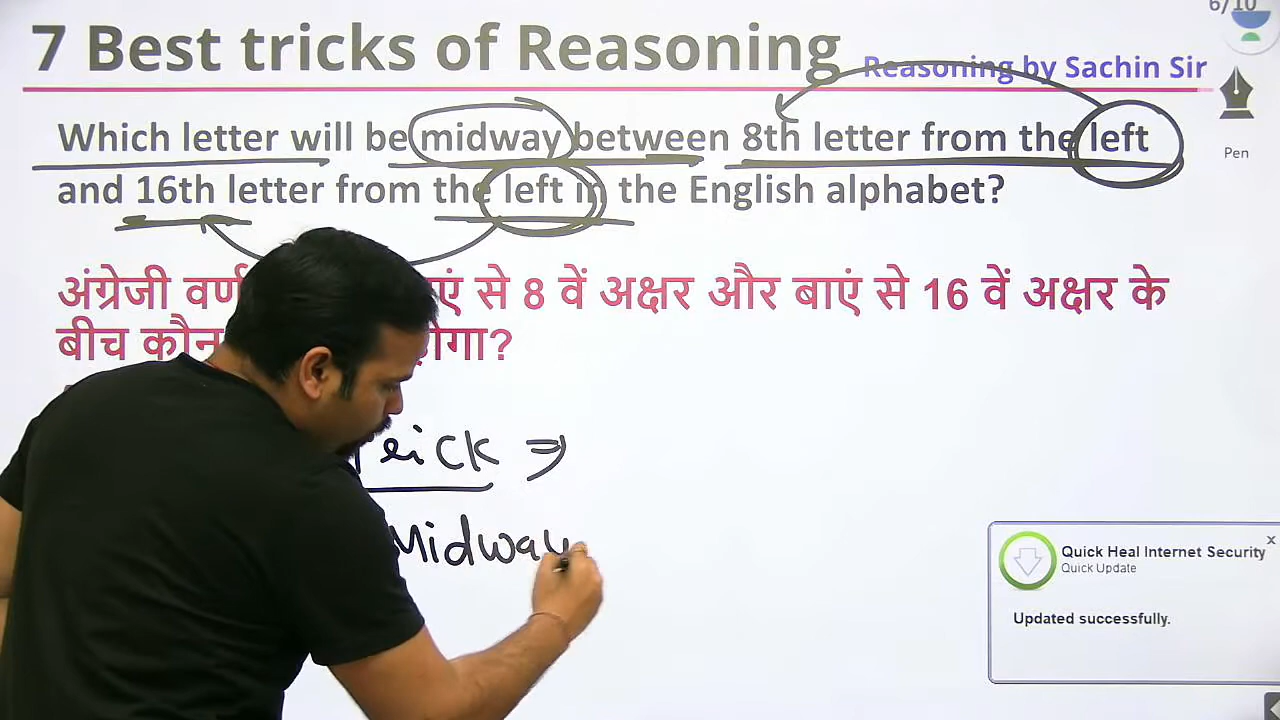 6/10
7 Best tricks of Reasoning
Reasoning by Sachin Sir
Pen
Which letter will be midway between 8th letter from the left
and 16th letter from the left in the English alphabet?
अंग्रेजी से 8 वें अक्षर और बाएं से 16 वें अक्षर के
बीच
Midway
Quick Heal Internet Security
x
Quick Update
Updated successfully.